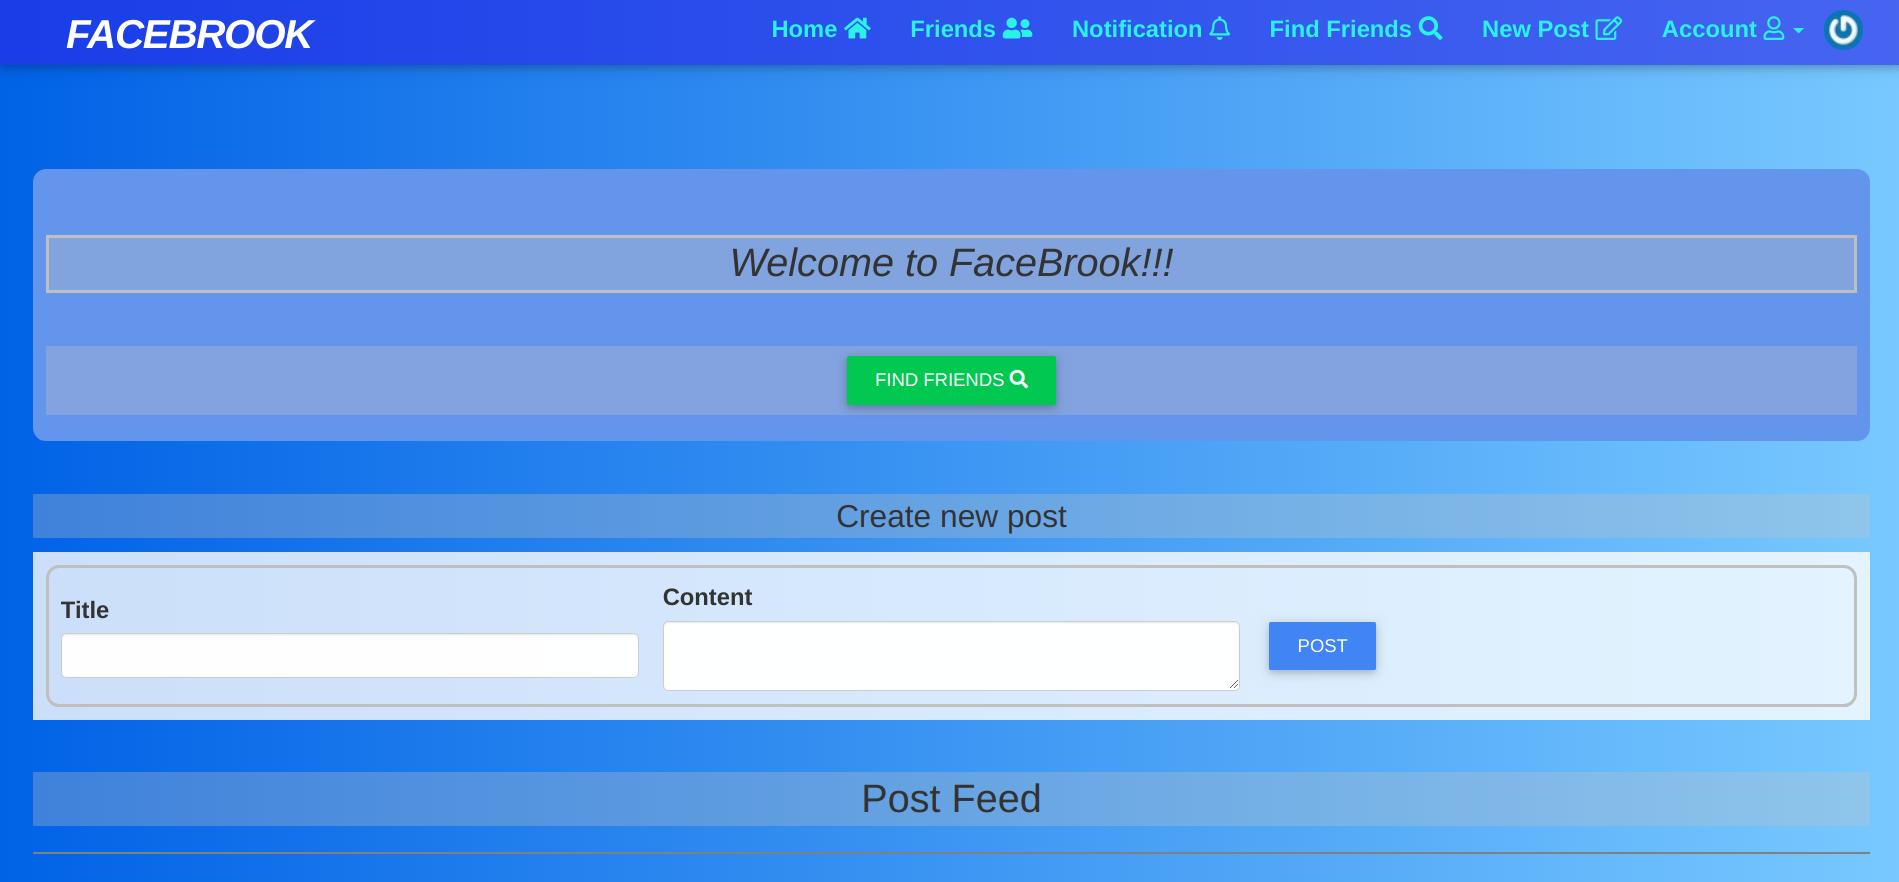 FACEBROOK
Home Friends Notification Find Friends New Post Account
Welcome to FaceBrook!!!
FIND FRIENDS
Create new post
Title
Content
POST
Post Feed